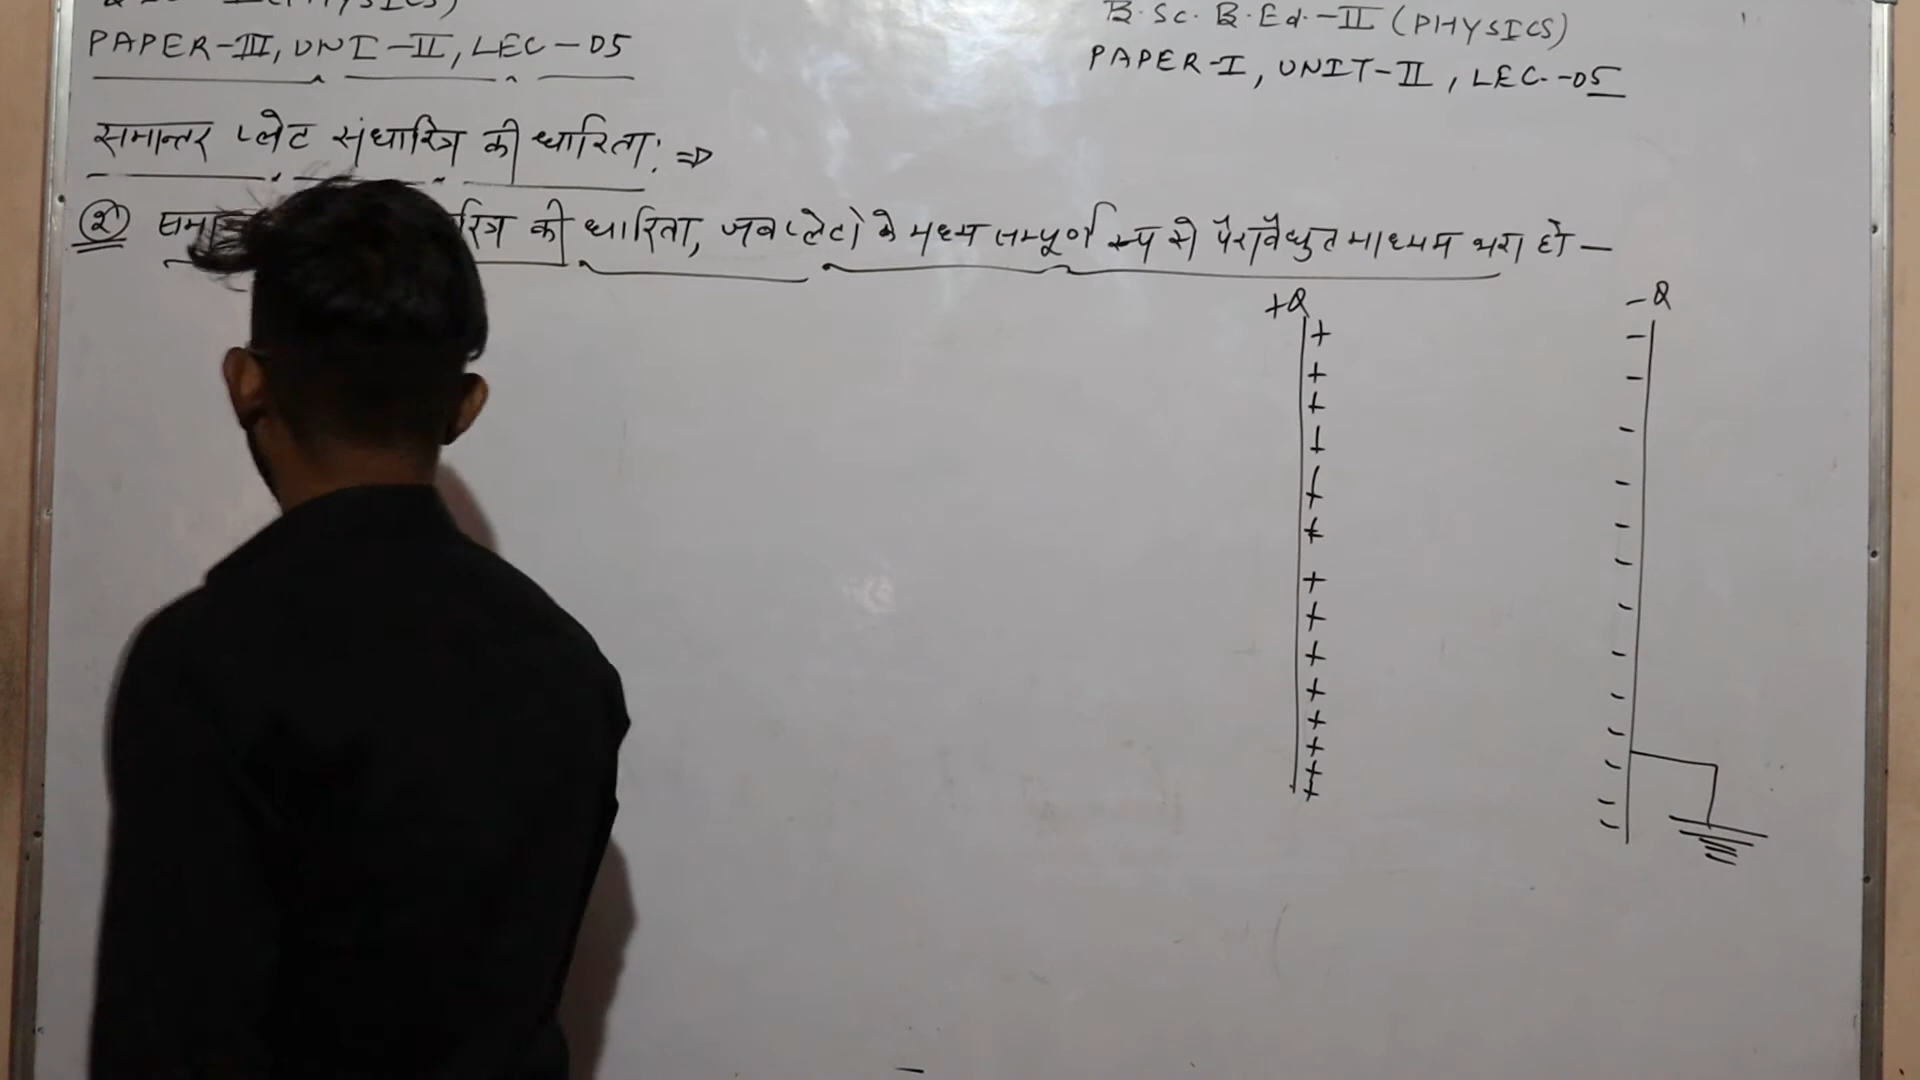 PAPER-III, UNI-II, LEC-05
B.Sc. B.Ed.-II (PHYSICS)
PAPER-I, UNIT-II, LEC.-05
समान्तर प्लेट संधारित्र की धारिता: ⇒
(2) की धारिता, जब प्लेटों के मध्य सम्पूर्ण रूप से पैरावैधुत माध्यम भरा हो —
+Q
-Q